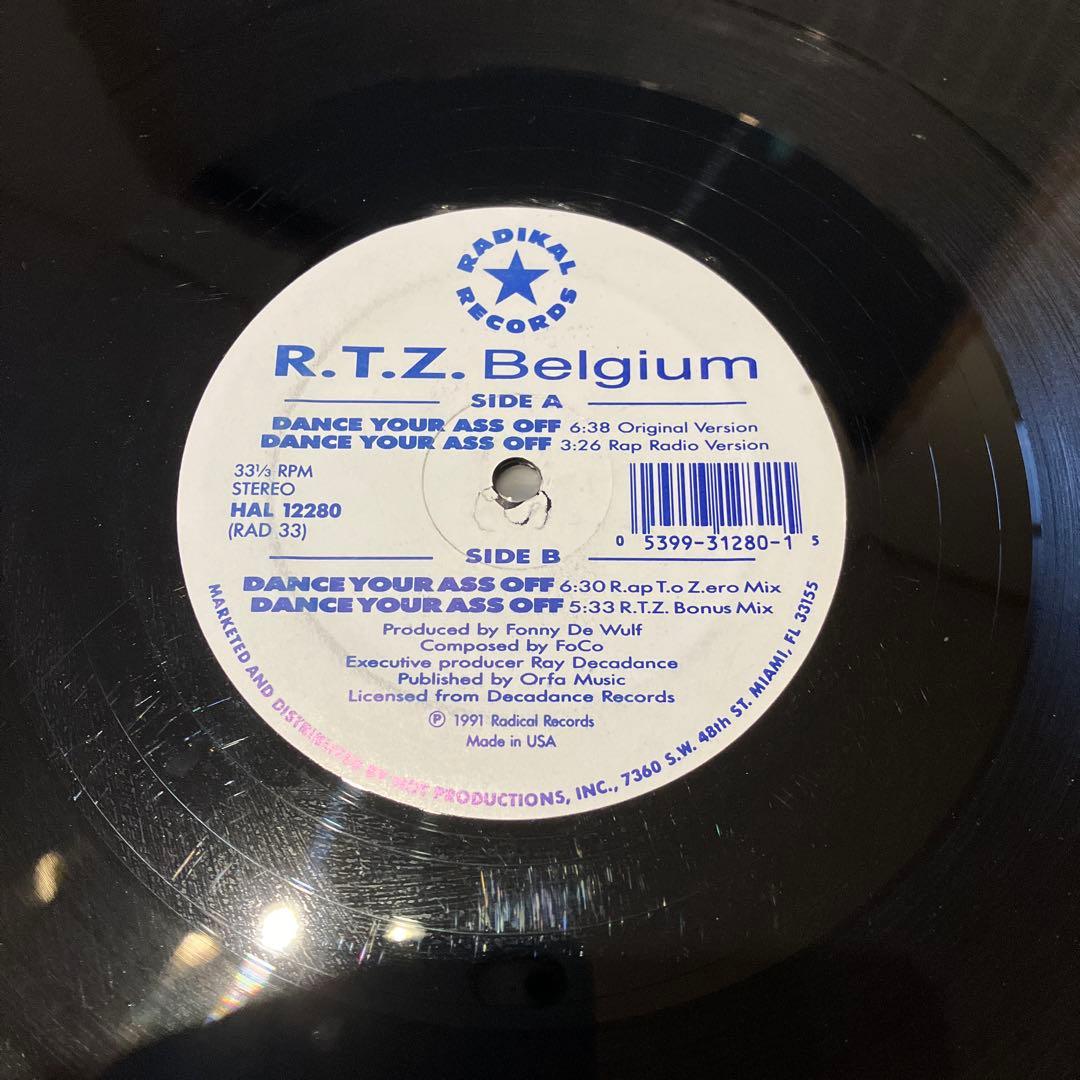 RADIKAL
RECORDS
R.T.Z. Belgium
SIDE A
DANCE YOUR ASS OFF 6:38 Original Version
DANCE YOUR ASS OFF 3:26 Rap Radio Version
33⅓ RPM
STEREO
HAL 12280
(RAD 33)
0 5399-31280-1 5
SIDE B
DANCE YOUR ASS OFF 6:30 R.ap T.o Z.ero Mix
DANCE YOUR ASS OFF 5:33 R.T.Z. Bonus Mix
Produced by Fonny De Wulf
Composed by FoCo
Executive producer Ray Decadance
Published by Orfa Music
Licensed from Decadance Records
℗ 1991 Radical Records
Made in USA
MARKETED AND DISTRIBUTED BY HOT PRODUCTIONS, INC., 7360 S.W. 48th ST. MIAMI, FL 33155